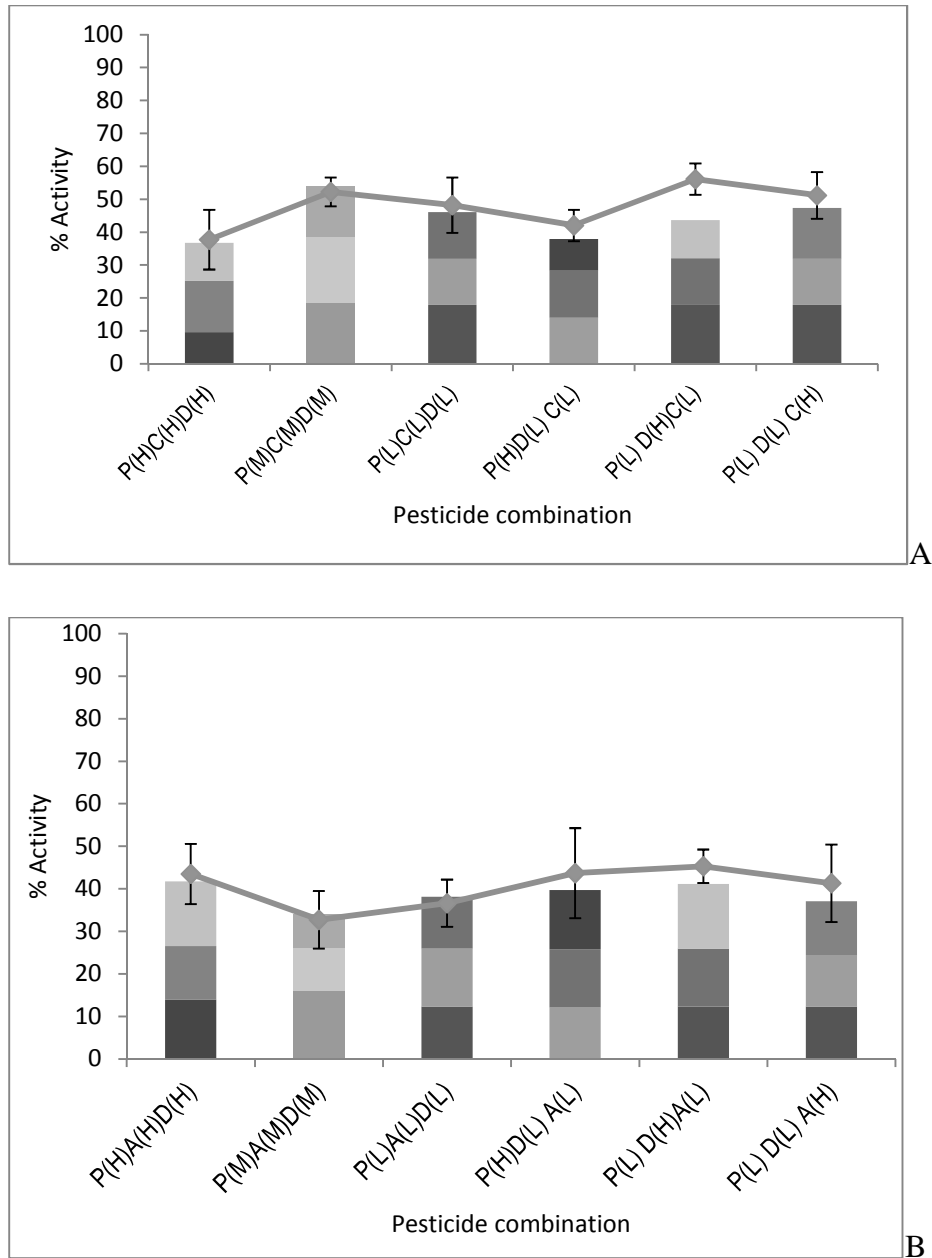 100
90
80
70
60
50
40
30
20
10
0
% Activity
P(H)C(H)D(H)
P(M)C(M)D(M)
P(L)C(L)D(L)
P(H)D(L) C(L)
P(L) D(H)C(L)
P(L) D(L) C(H)
Pesticide combination
A
100
90
80
70
60
50
40
30
20
10
0
% Activity
P(H)A(H)D(H)
P(M)A(M)D(M)
P(L)A(L)D(L)
P(H)D(L) A(L)
P(L) D(H)A(L)
P(L) D(L) A(H)
Pesticide combination
B